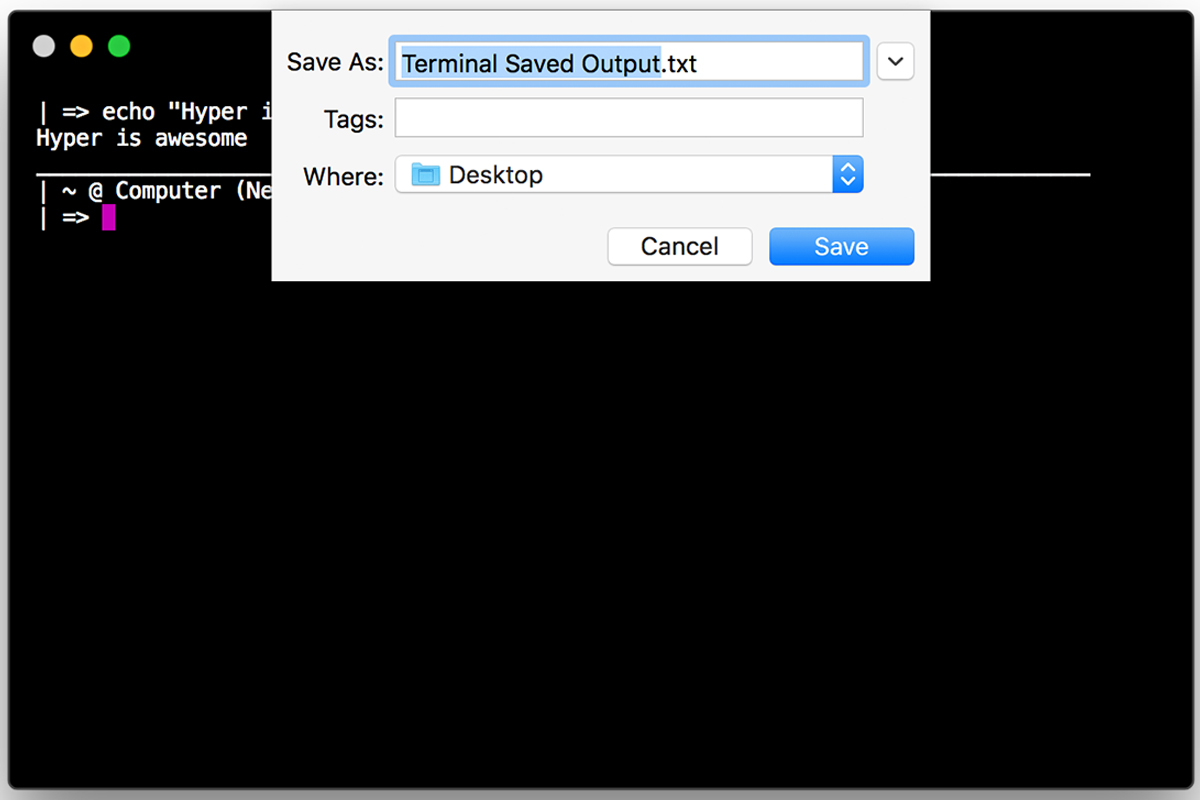 Save As: Terminal Saved Output.txt
Tags:
Where: Desktop
Cancel Save
| => echo "Hyper i
Hyper is awesome
| ~ @ Computer (Ne
| =>